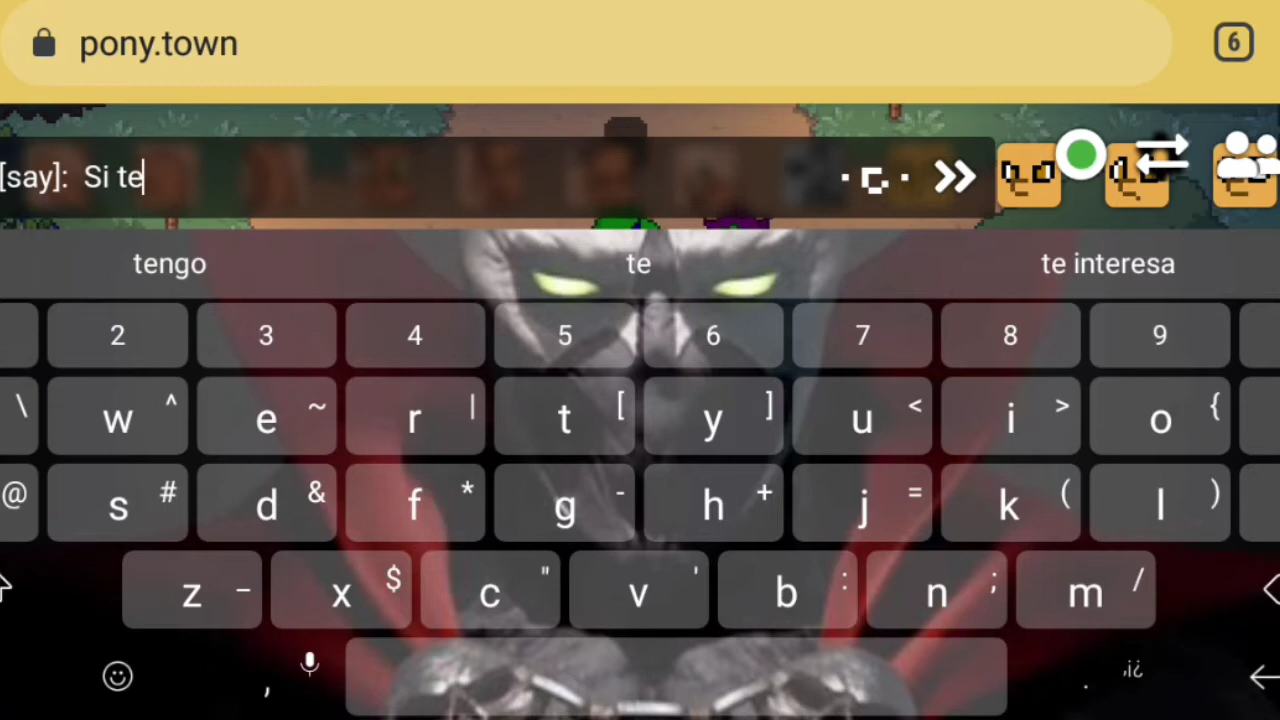 pony.town 6
[say]: Si te
tengo te te interesa
2 3 4 5 6 7 8 9
\ w ^ e ~ r | t [ y ] u < i > o {
@ s # d & f * g - h + j = k ( l )
z _ x $ c " v ' b : n ; m /
, . ,¡¿